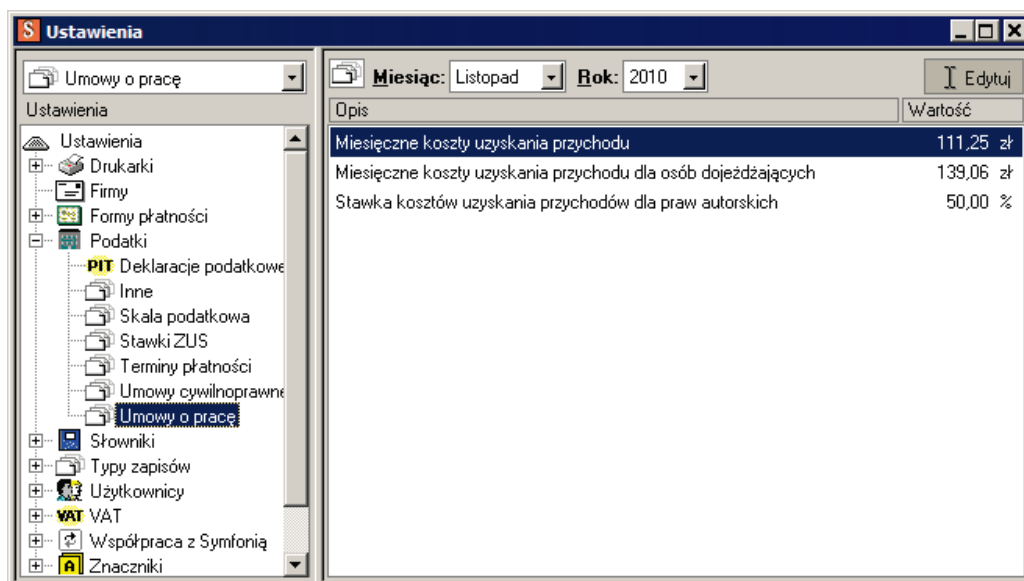 S Ustawienia
Umowy o pracę
Ustawienia
Ustawienia
Drukarki
Firmy
Formy płatności
Podatki
PIT Deklaracje podatkowe
Inne
Skala podatkowa
Stawki ZUS
Terminy płatności
Umowy cywilnoprawne
Umowy o pracę
Słowniki
Typy zapisów
Użytkownicy
VAT VAT
Współpraca z Symfonią
A Znaczniki
Miesiąc: Listopad Rok: 2010 Edytuj
Opis Wartość
Miesięczne koszty uzyskania przychodu 111,25 zł
Miesięczne koszty uzyskania przychodu dla osób dojeżdżających 139,06 zł
Stawka kosztów uzyskania przychodów dla praw autorskich 50,00 %